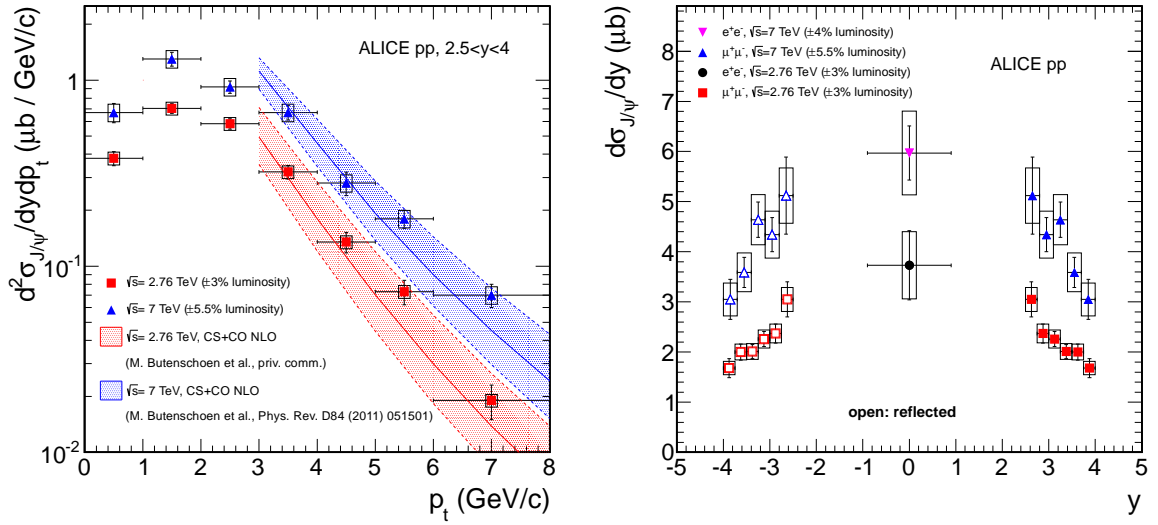 ALICE pp, 2.5<y<4
d²σ_J/ψ/dydp_t (μb / GeV/c)
1
10⁻¹
10⁻²
√s= 2.76 TeV (±3% luminosity)
√s= 7 TeV (±5.5% luminosity)
√s= 2.76 TeV, CS+CO NLO
(M. Butenschoen et al., priv. comm.)
√s= 7 TeV, CS+CO NLO
(M. Butenschoen et al., Phys. Rev. D84 (2011) 051501)
0 1 2 3 4 5 6 7 8
p_t (GeV/c)
dσ_J/ψ/dy (μb)
8
7
6
5
4
3
2
1
0
e⁺e⁻, √s=7 TeV (±4% luminosity)
μ⁺μ⁻, √s=7 TeV (±5.5% luminosity)
e⁺e⁻, √s=2.76 TeV (±3% luminosity)
μ⁺μ⁻, √s=2.76 TeV (±3% luminosity)
ALICE pp
open: reflected
-5 -4 -3 -2 -1 0 1 2 3 4 5
y